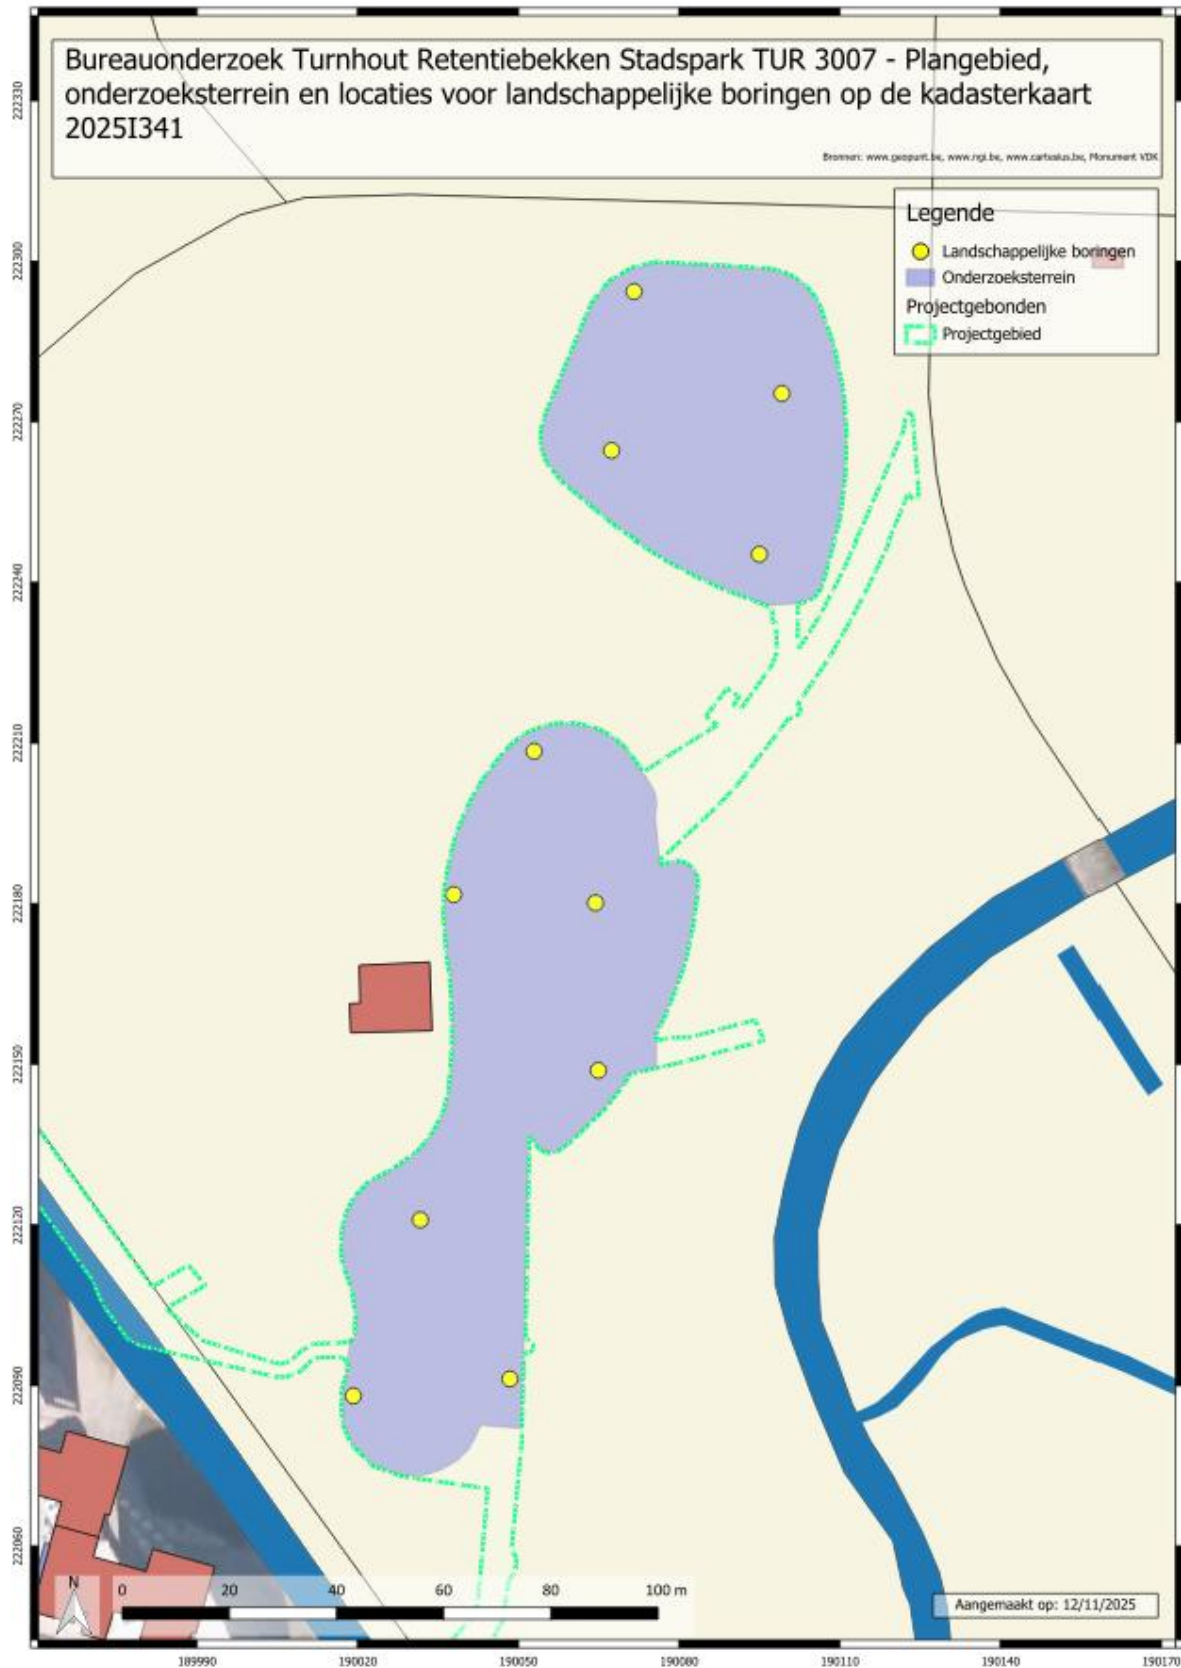 Bureauonderzoek Turnhout Retentiebekken Stadspark TUR 3007 - Plangebied,
onderzoeksterrein en locaties voor landschappelijke boringen op de kadasterkaart
2025I341
Bronnen: www.geopunt.be, www.ngi.be, www.cartesius.be, Monument VDK
Legende
Landschappelijke boringen
Onderzoeksterrein
Projectgebonden
Projectgebied
222330
222300
222270
222240
222210
222180
222150
222120
222090
222060
N
0 20 40 60 80 100 m
Aangemaakt op: 12/11/2025
189990 190020 190050 190080 190110 190140 190170